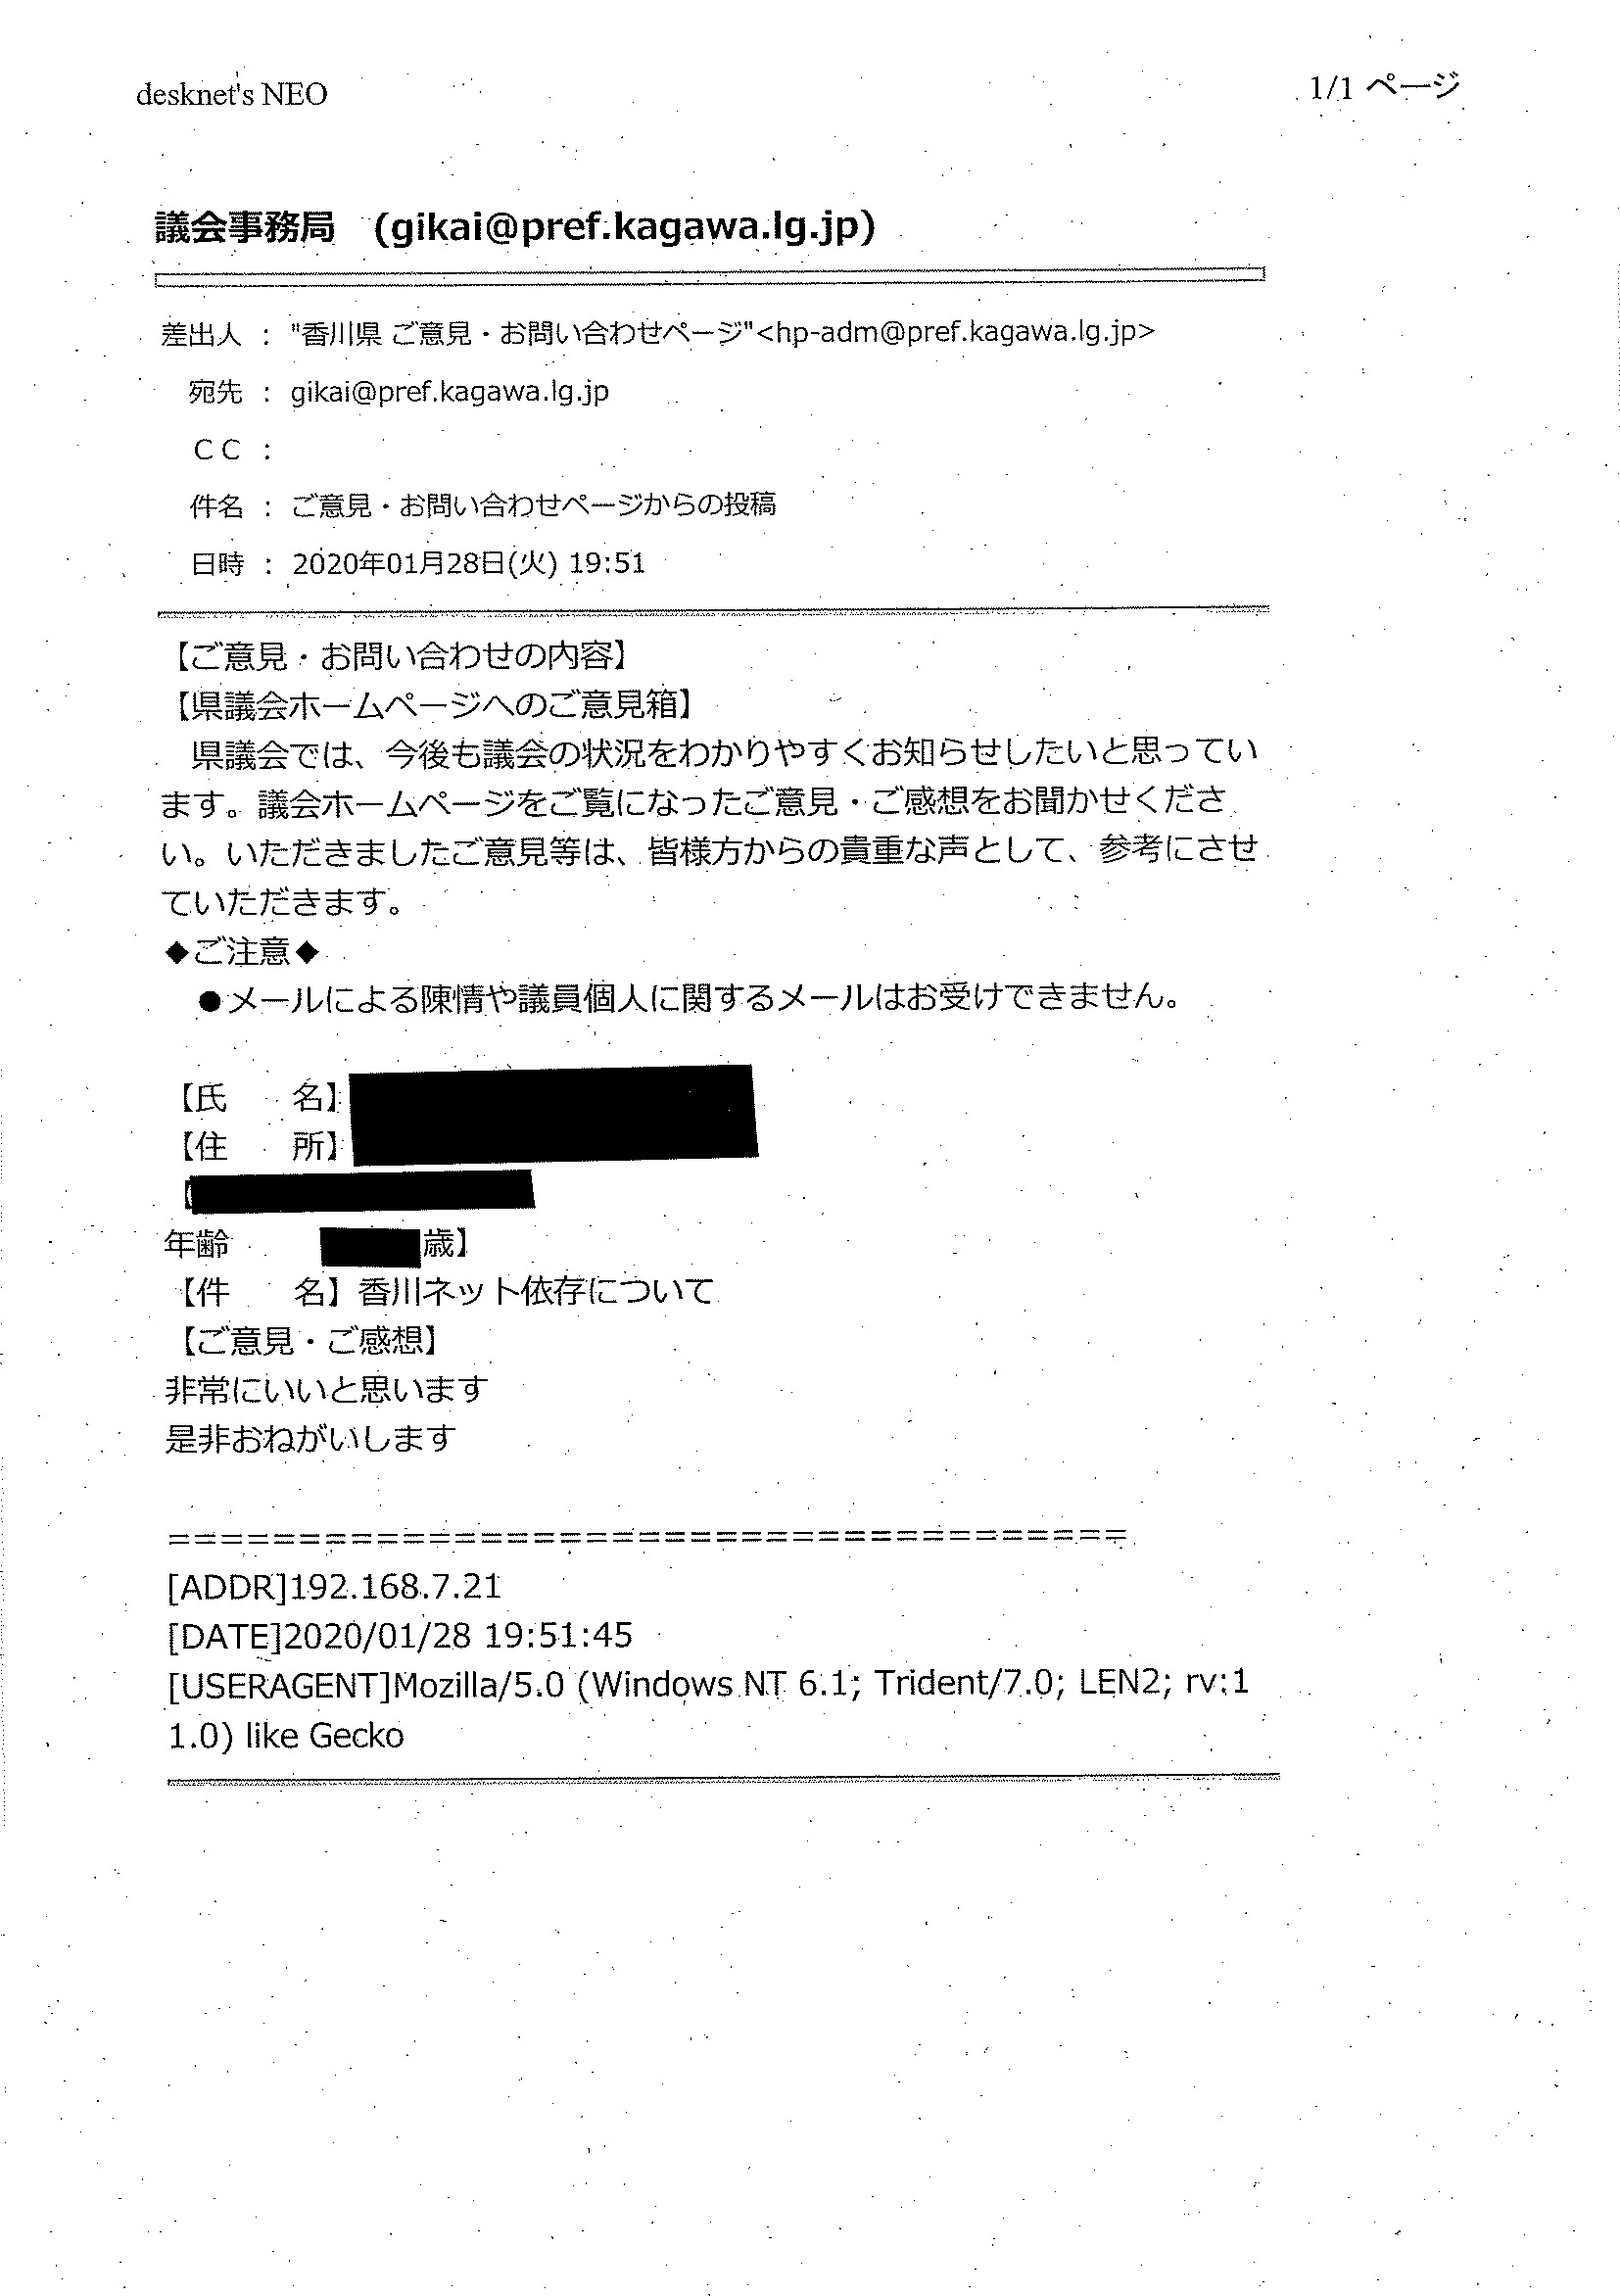 desknet's NEO
1/1 ページ
議会事務局 (gikai@pref.kagawa.lg.jp)
差出人 : "香川県 ご意見・お問い合わせページ"<hp-adm@pref.kagawa.lg.jp>
宛先 : gikai@pref.kagawa.lg.jp
ＣＣ :
件名 : ご意見・お問い合わせページからの投稿
日時 : 2020年01月28日(火) 19:51
【ご意見・お問い合わせの内容】
【県議会ホームページへのご意見箱】
　県議会では、今後も議会の状況をわかりやすくお知らせしたいと思ってい
ます。議会ホームページをご覧になったご意見・ご感想をお聞かせくださ
い。いただきましたご意見等は、皆様方からの貴重な声として、参考にさせ
ていただきます。
◆ご注意◆
　●メールによる陳情や議員個人に関するメールはお受けできません。
【氏　　名】
【住　　所】
年齢　　　歳】
【件　　名】香川ネット依存について
【ご意見・ご感想】
非常にいいと思います
是非おねがいします
=====================================
[ADDR]192.168.7.21
[DATE]2020/01/28 19:51:45
[USERAGENT]Mozilla/5.0 (Windows NT 6.1; Trident/7.0; LEN2; rv:1
1.0) like Gecko